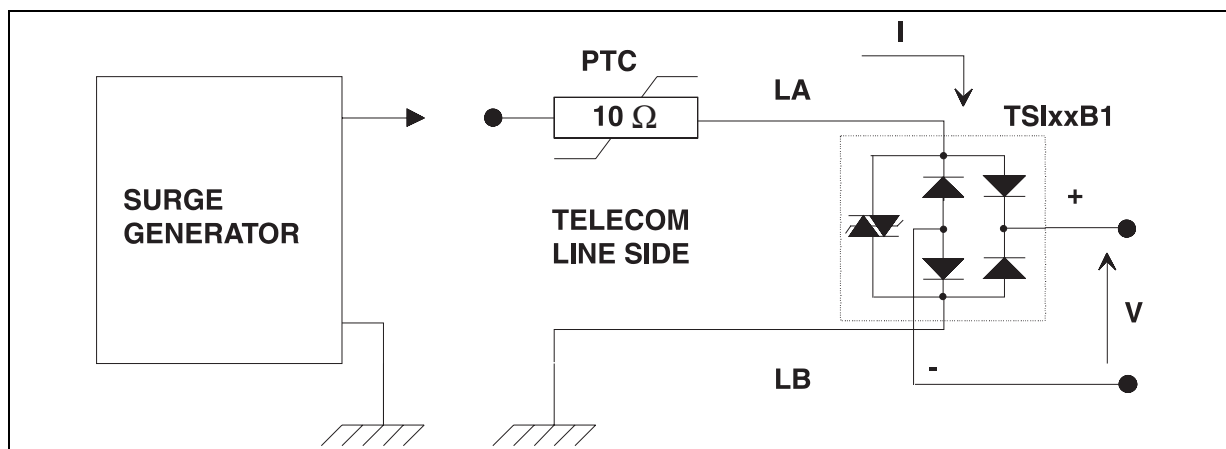 I
PTC
LA
10 Ω
TSIxxB1
SURGE
GENERATOR
+
TELECOM
LINE SIDE
V
LB
-